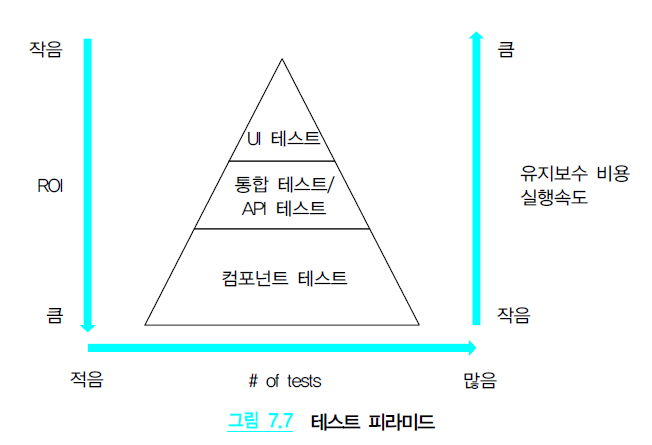 작음
큼
UI 테스트
ROI
통합 테스트/
API 테스트
유지보수 비용
실행속도
컴포넌트 테스트
큼
작음
적음
# of tests
많음
그림 7.7 테스트 피라미드